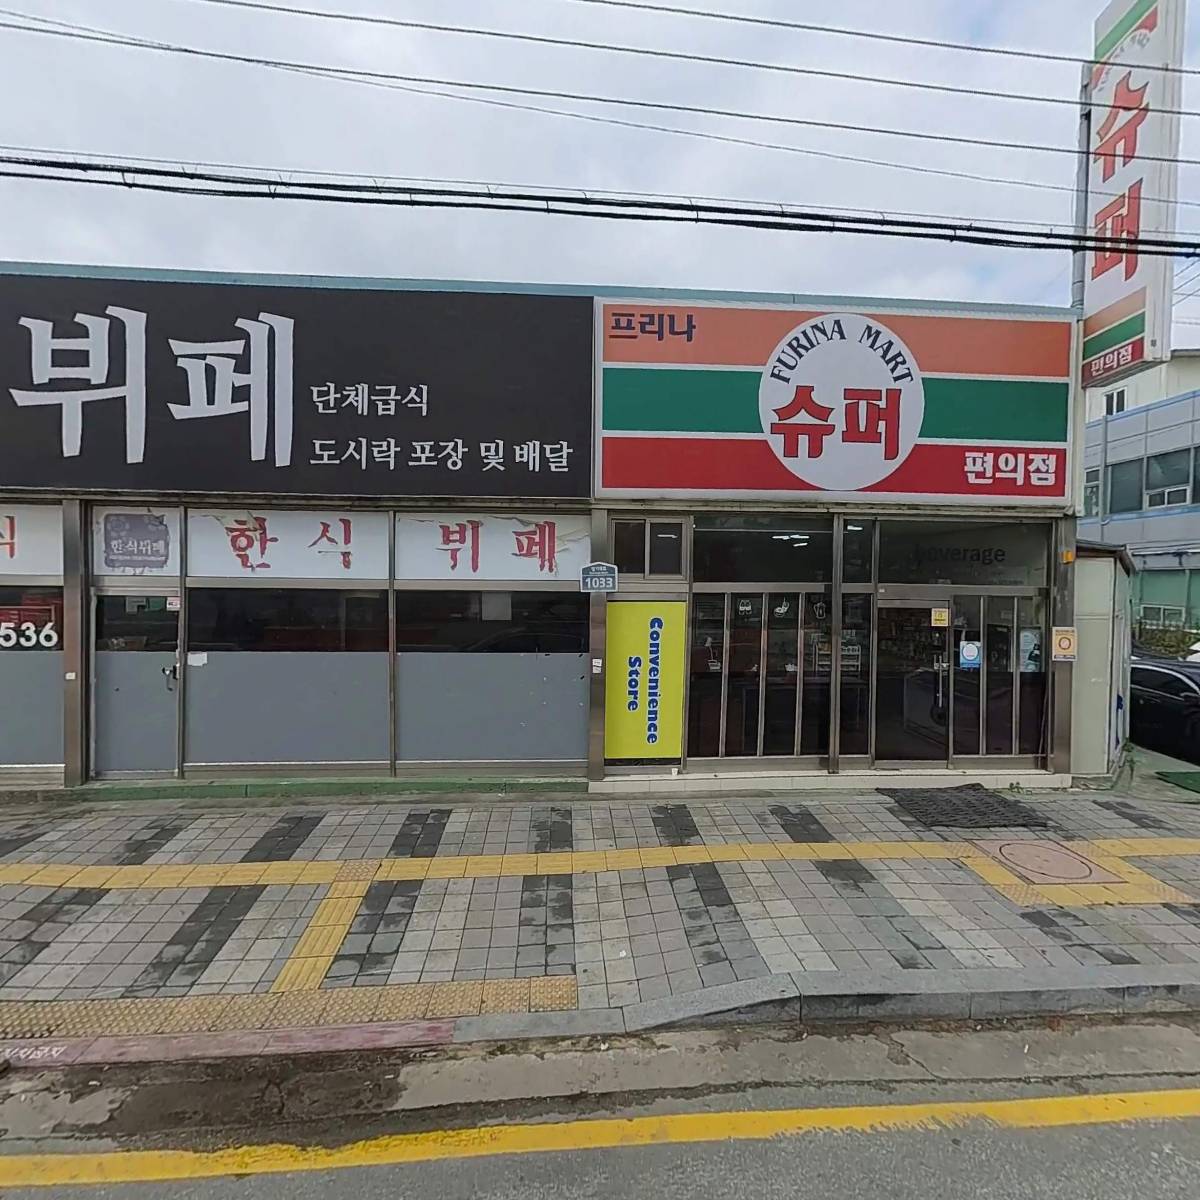 뷔페
단체급식
도시락 포장 및 배달
프리나
FURINA MART
슈퍼
편의점
슈퍼
편의점
식
한식뷔페
한식 뷔페
536
1033
Convenience
Store
beverage